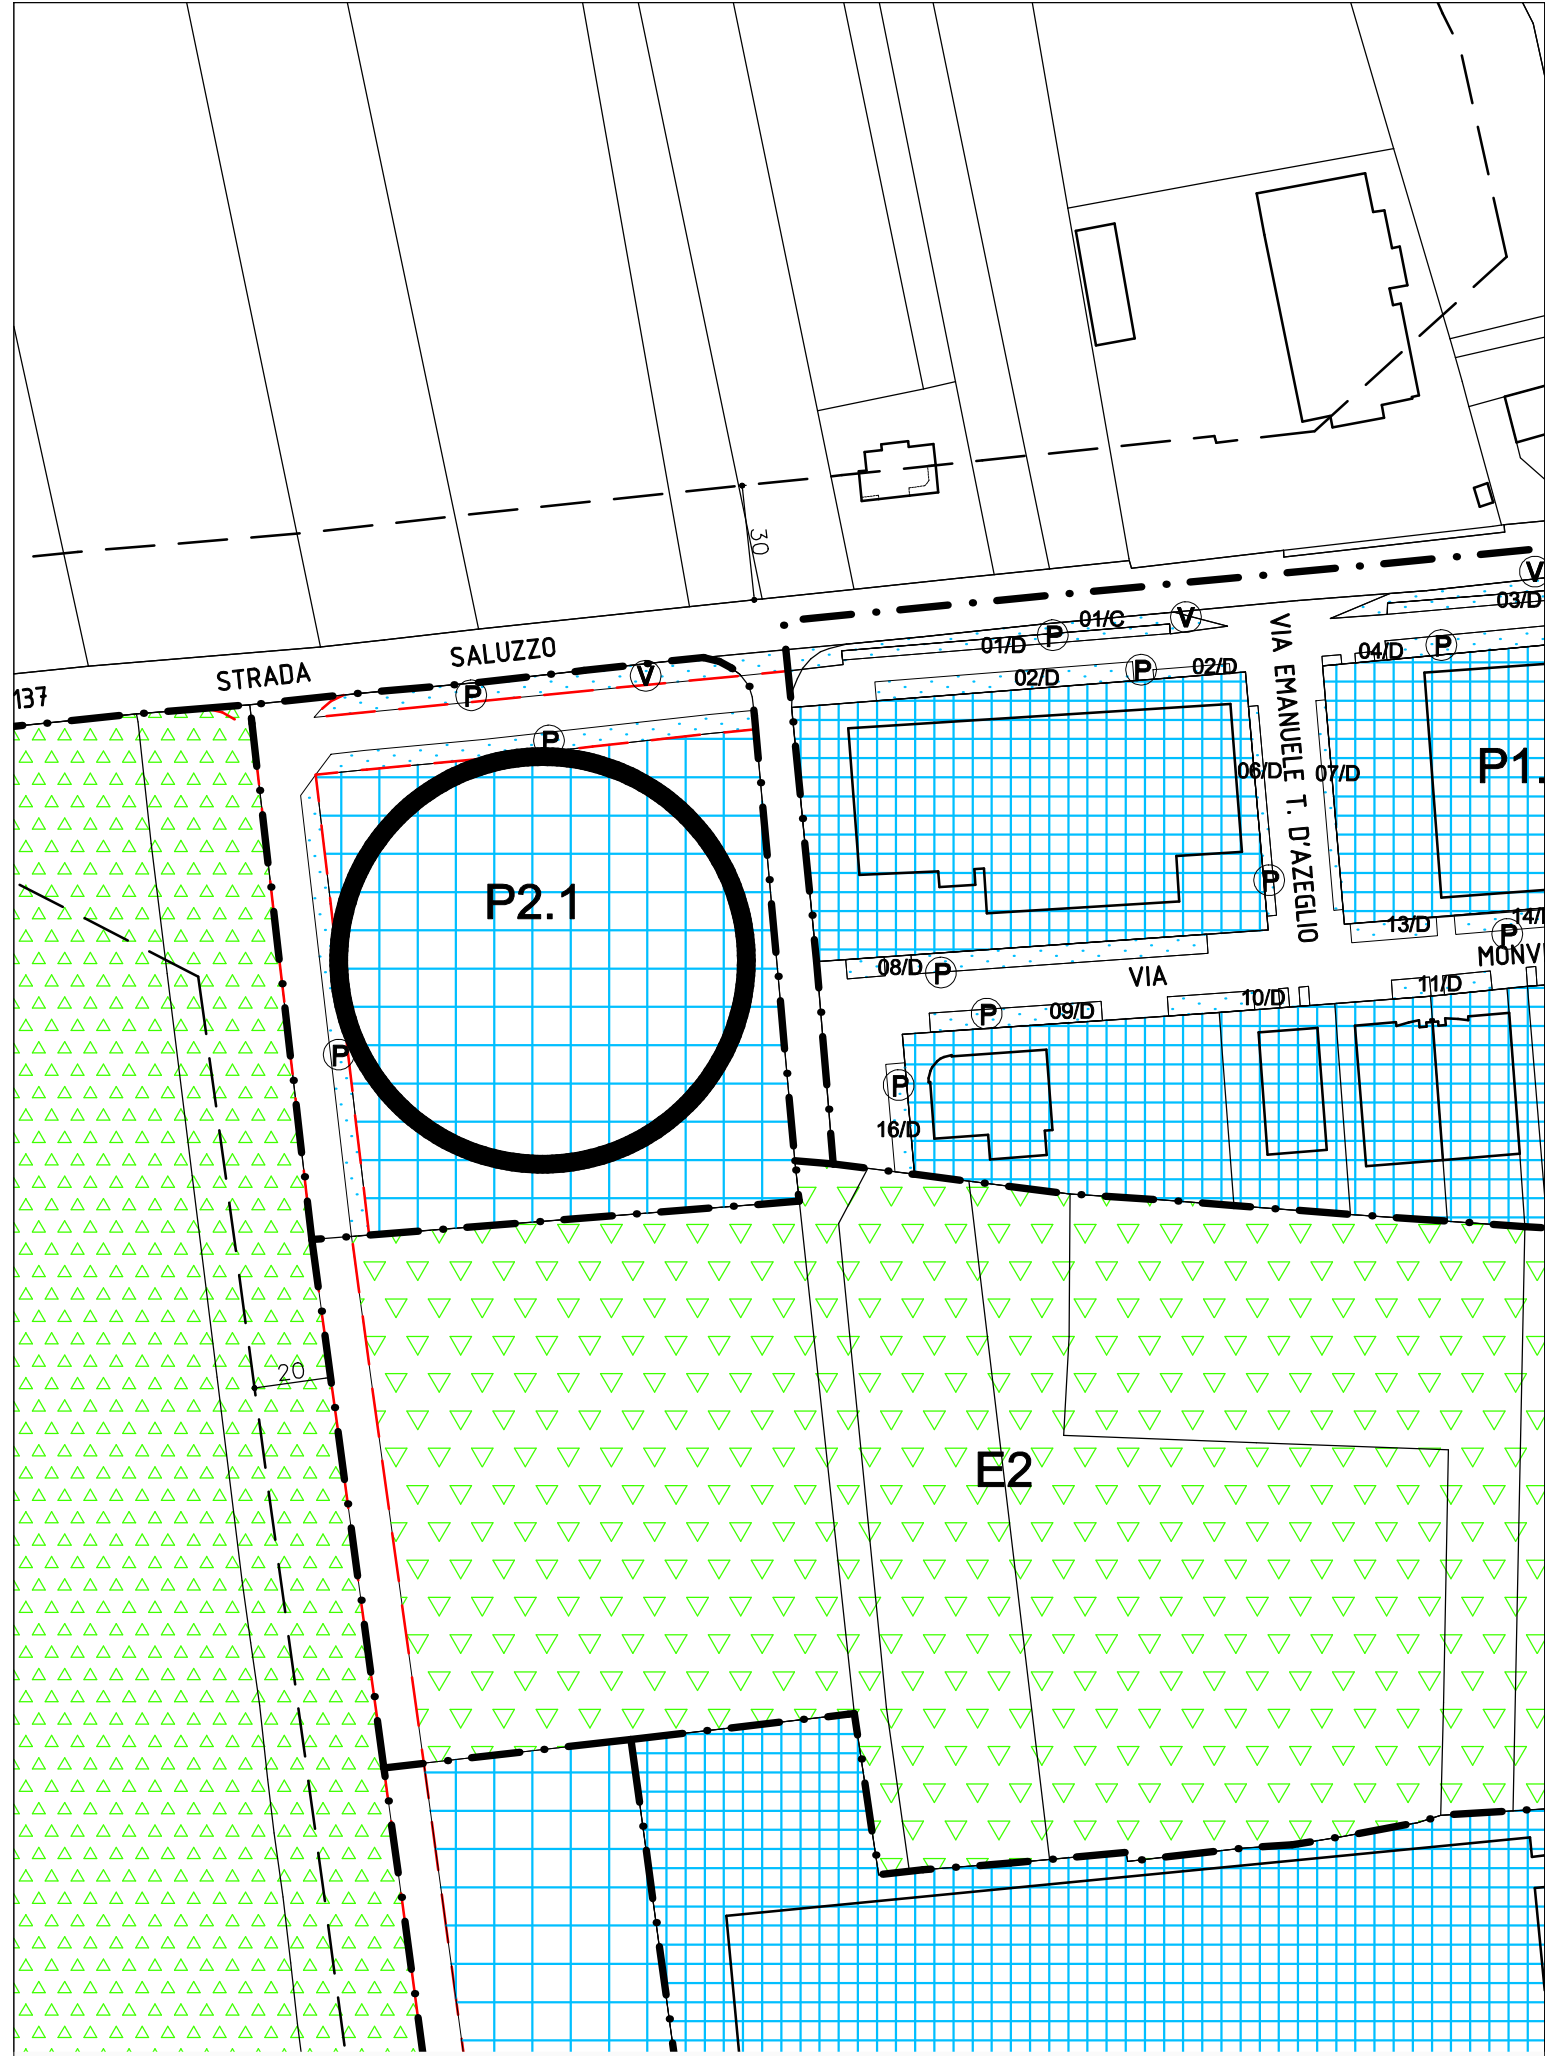 30
V
03/D
01/C
V
P
01/D
04/D
P
STRADA SALUZZO
137
P
V
02/D
P
02/D
VIA EMANUELE T. D'AZEGLIO
P
P1.
06/D
07/D
P2.1
P
13/D
14/
P
MONV
08/D
P
VIA
11/D
10/D
09/D
P
P
P
16/D
20
E2